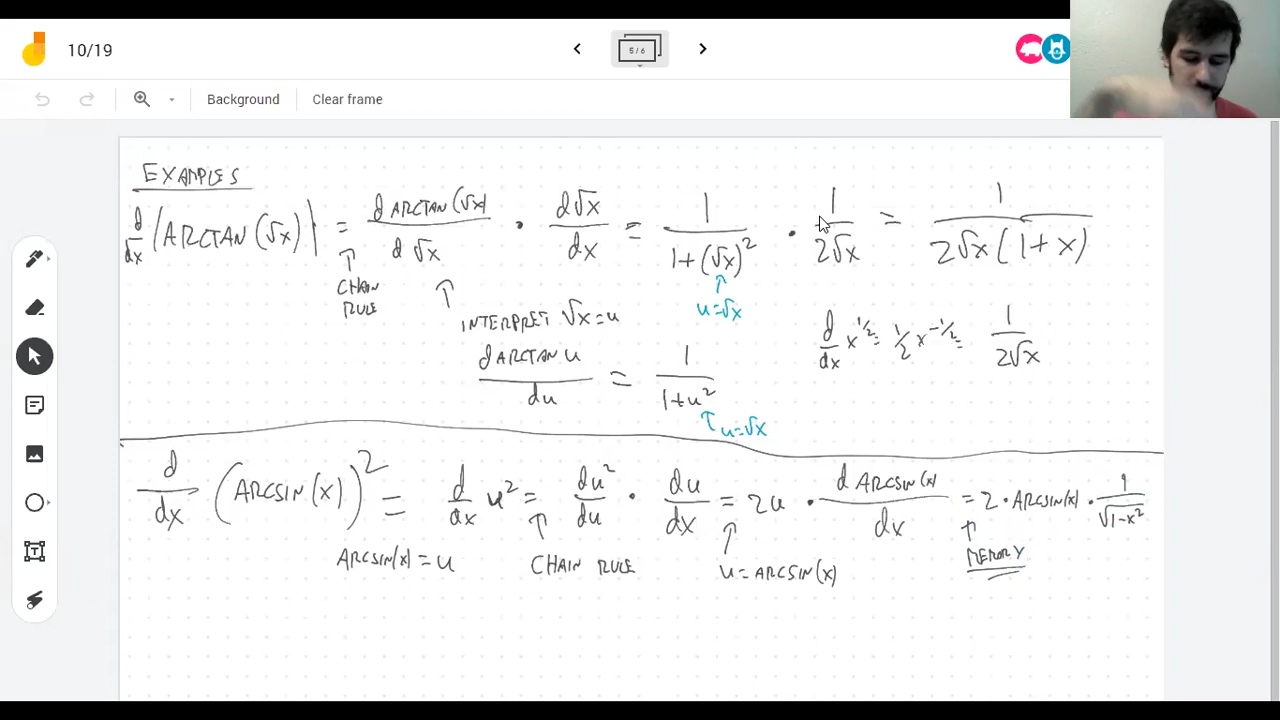 10/19
5 / 6
Background
Clear frame
EXAMPLES
d/dx (ARCTAN(√x)) = d ARCTAN(√x)/d √x · d√x/dx = 1/1+(√x)² · 1/2√x = 1/2√x(1+x)
↑ CHAIN RULE
↑ INTERPRET √x=u
↑ u=√x
d ARCTAN u/du = 1/1+u²
↑ u=√x
d/dx x^1/2 = 1/2 x^-1/2 = 1/2√x
d/dx (ARCSIN(x))² = d/dx u² = du²/du · du/dx = 2u · d ARCSIN(x)/dx = 2 · ARCSIN(x) · 1/√1-x²
ARCSIN(x) = u
↑ CHAIN RULE
↑ u=ARCSIN(x)
↑ MEMORY